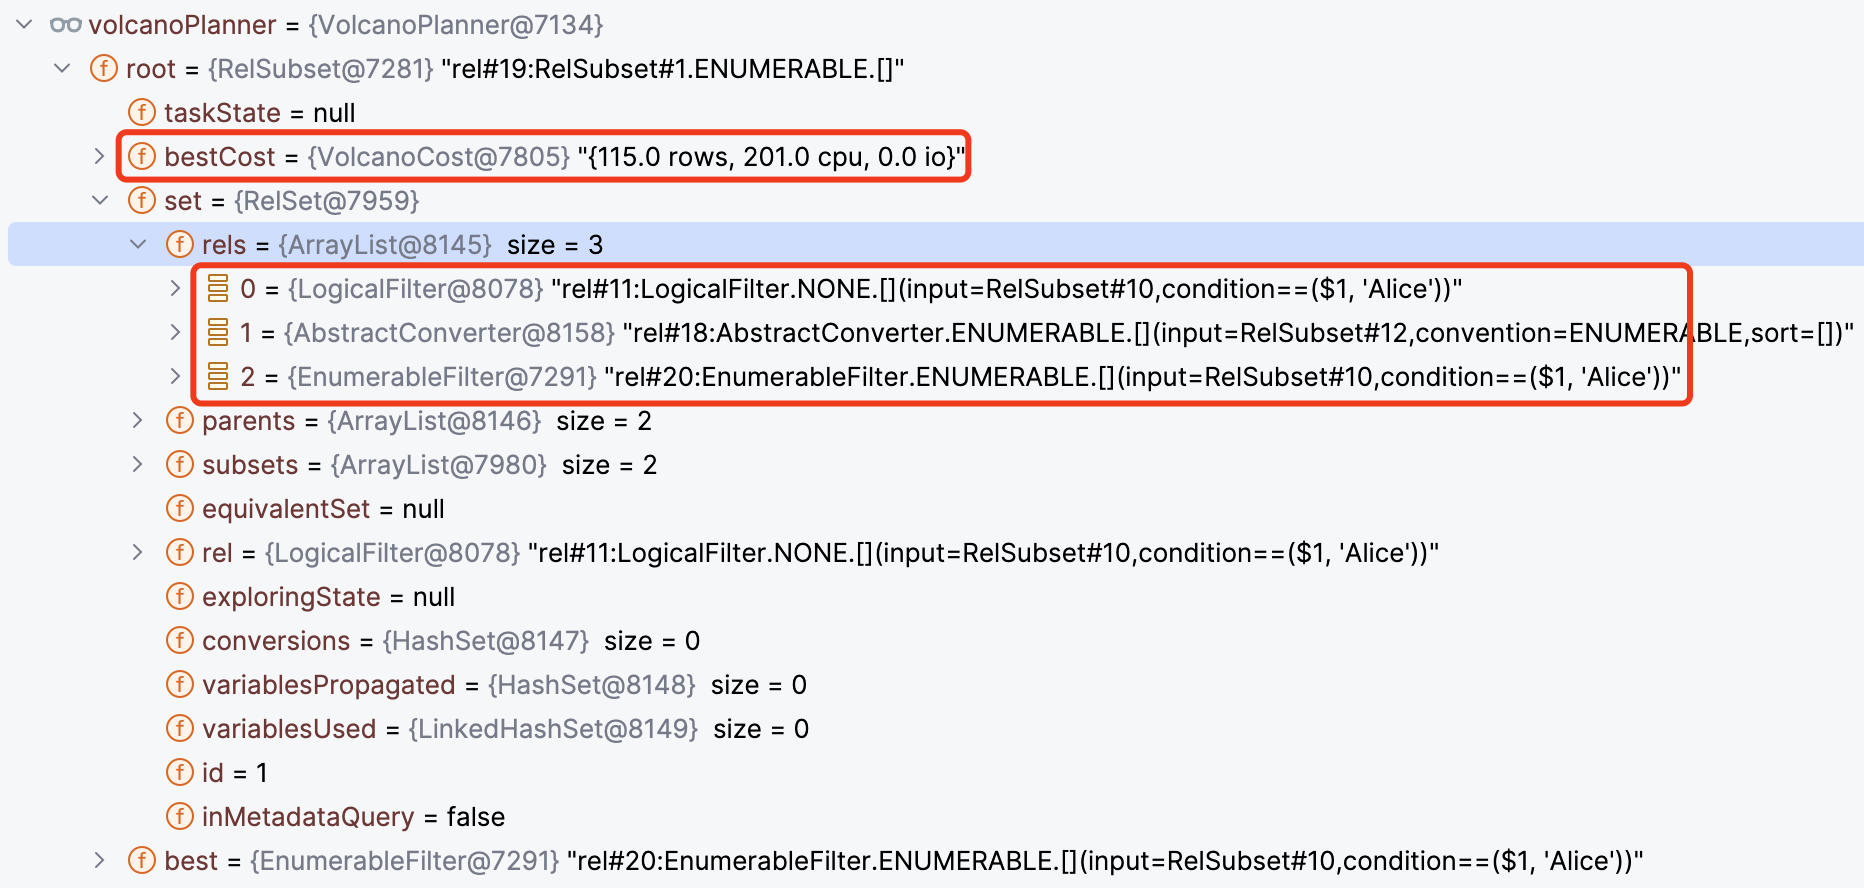 volcanoPlanner = {VolcanoPlanner@7134}
f root = {RelSubset@7281} "rel#19:RelSubset#1.ENUMERABLE.[]"
f taskState = null
f bestCost = {VolcanoCost@7805} "{115.0 rows, 201.0 cpu, 0.0 io}"
f set = {RelSet@7959}
f rels = {ArrayList@8145} size = 3
0 = {LogicalFilter@8078} "rel#11:LogicalFilter.NONE.[](input=RelSubset#10,condition==($1, 'Alice'))"
1 = {AbstractConverter@8158} "rel#18:AbstractConverter.ENUMERABLE.[](input=RelSubset#12,convention=ENUMERABLE,sort=[])"
2 = {EnumerableFilter@7291} "rel#20:EnumerableFilter.ENUMERABLE.[](input=RelSubset#10,condition==($1, 'Alice'))"
f parents = {ArrayList@8146} size = 2
f subsets = {ArrayList@7980} size = 2
f equivalentSet = null
f rel = {LogicalFilter@8078} "rel#11:LogicalFilter.NONE.[](input=RelSubset#10,condition==($1, 'Alice'))"
f exploringState = null
f conversions = {HashSet@8147} size = 0
f variablesPropagated = {HashSet@8148} size = 0
f variablesUsed = {LinkedHashSet@8149} size = 0
f id = 1
f inMetadataQuery = false
f best = {EnumerableFilter@7291} "rel#20:EnumerableFilter.ENUMERABLE.[](input=RelSubset#10,condition==($1, 'Alice'))"